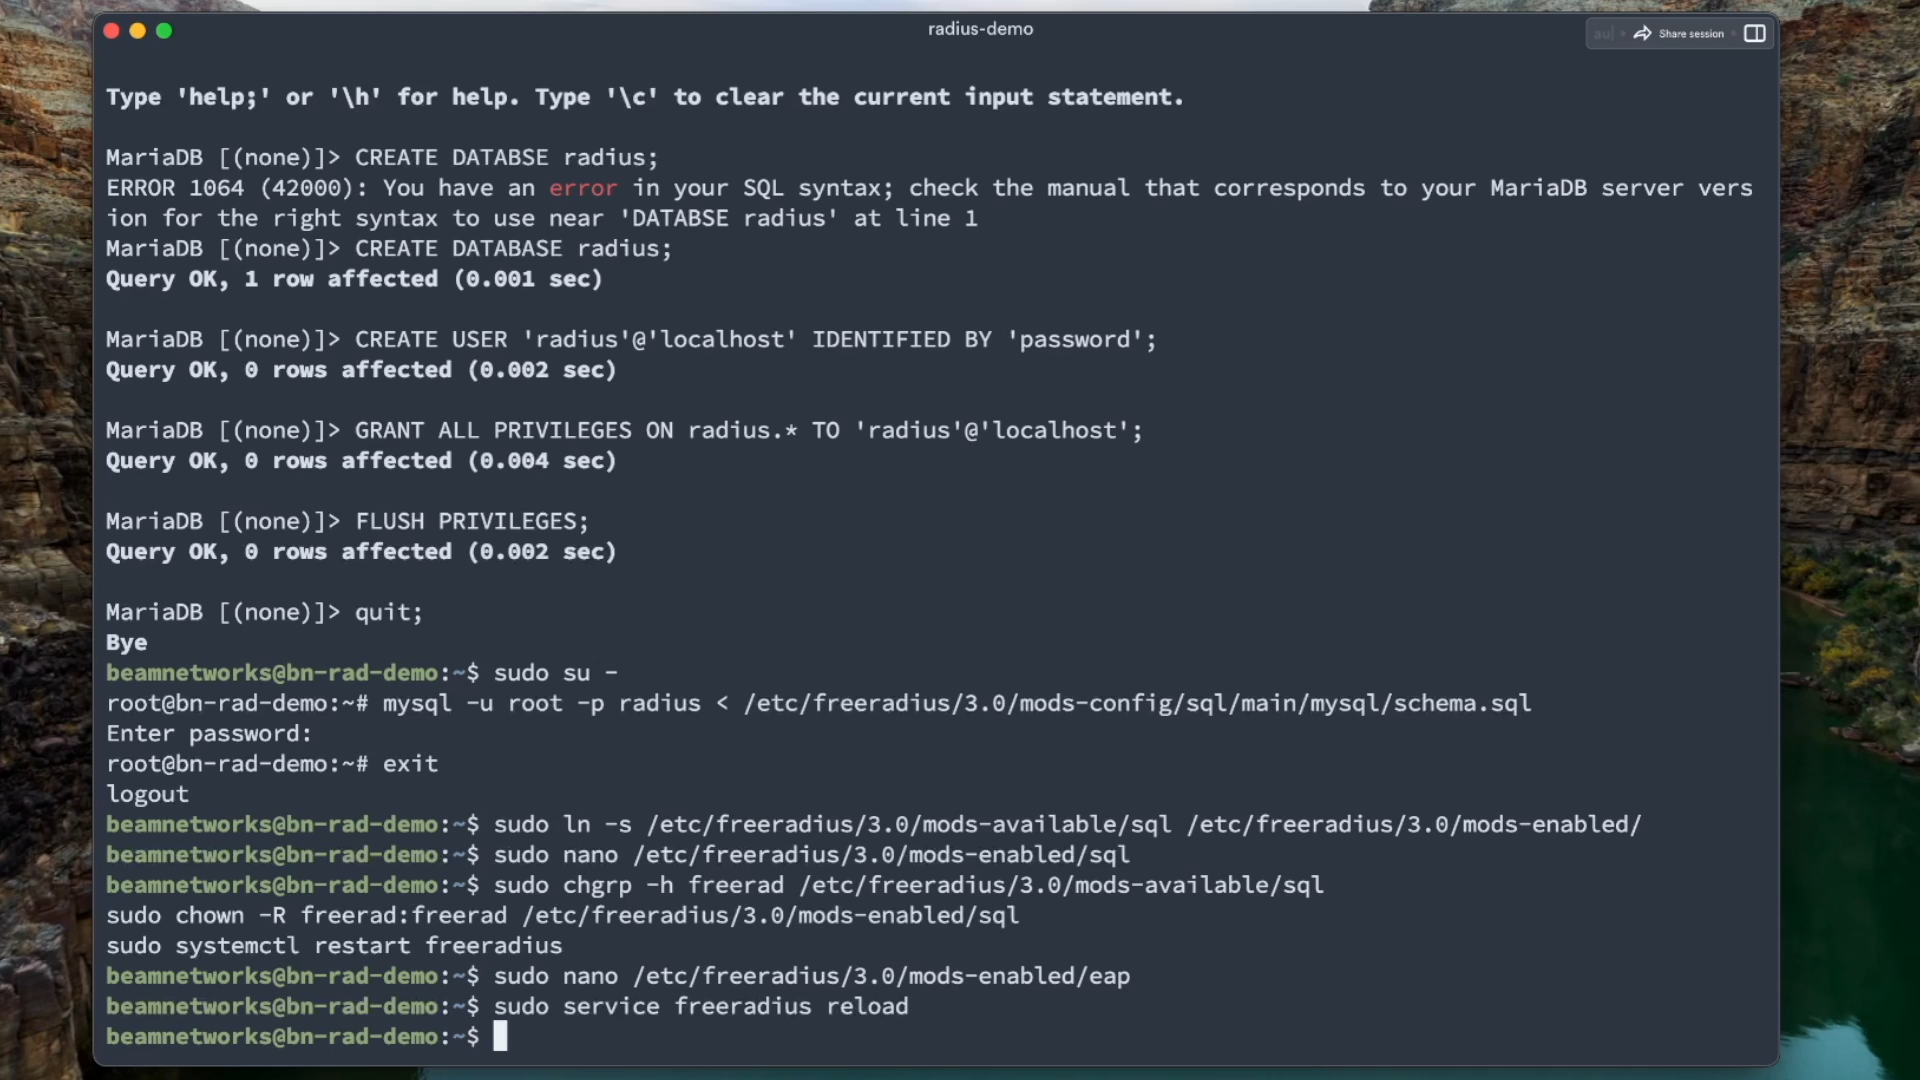 radius-demo
Share session
Type 'help;' or '\h' for help. Type '\c' to clear the current input statement.
MariaDB [(none)]> CREATE DATABSE radius;
ERROR 1064 (42000): You have an error in your SQL syntax; check the manual that corresponds to your MariaDB server vers
ion for the right syntax to use near 'DATABSE radius' at line 1
MariaDB [(none)]> CREATE DATABASE radius;
Query OK, 1 row affected (0.001 sec)
MariaDB [(none)]> CREATE USER 'radius'@'localhost' IDENTIFIED BY 'password';
Query OK, 0 rows affected (0.002 sec)
MariaDB [(none)]> GRANT ALL PRIVILEGES ON radius.* TO 'radius'@'localhost';
Query OK, 0 rows affected (0.004 sec)
MariaDB [(none)]> FLUSH PRIVILEGES;
Query OK, 0 rows affected (0.002 sec)
MariaDB [(none)]> quit;
Bye
beamnetworks@bn-rad-demo:~$ sudo su -
root@bn-rad-demo:~# mysql -u root -p radius < /etc/freeradius/3.0/mods-config/sql/main/mysql/schema.sql
Enter password:
root@bn-rad-demo:~# exit
logout
beamnetworks@bn-rad-demo:~$ sudo ln -s /etc/freeradius/3.0/mods-available/sql /etc/freeradius/3.0/mods-enabled/
beamnetworks@bn-rad-demo:~$ sudo nano /etc/freeradius/3.0/mods-enabled/sql
beamnetworks@bn-rad-demo:~$ sudo chgrp -h freerad /etc/freeradius/3.0/mods-available/sql
sudo chown -R freerad:freerad /etc/freeradius/3.0/mods-enabled/sql
sudo systemctl restart freeradius
beamnetworks@bn-rad-demo:~$ sudo nano /etc/freeradius/3.0/mods-enabled/eap
beamnetworks@bn-rad-demo:~$ sudo service freeradius reload
beamnetworks@bn-rad-demo:~$